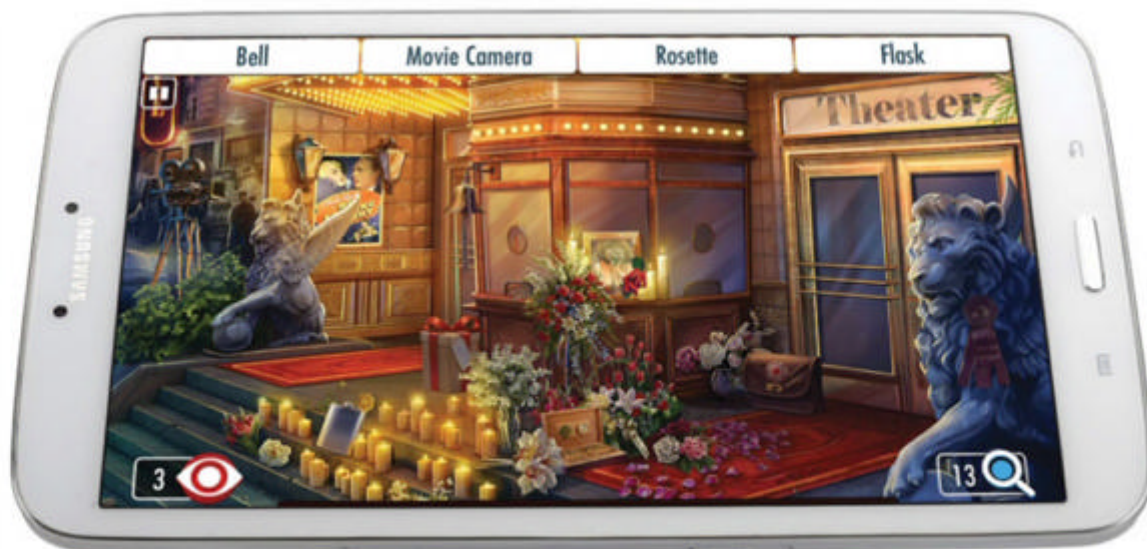 Bell
Movie Camera
Rosette
Flask
Theater
SAMSUNG
3
13